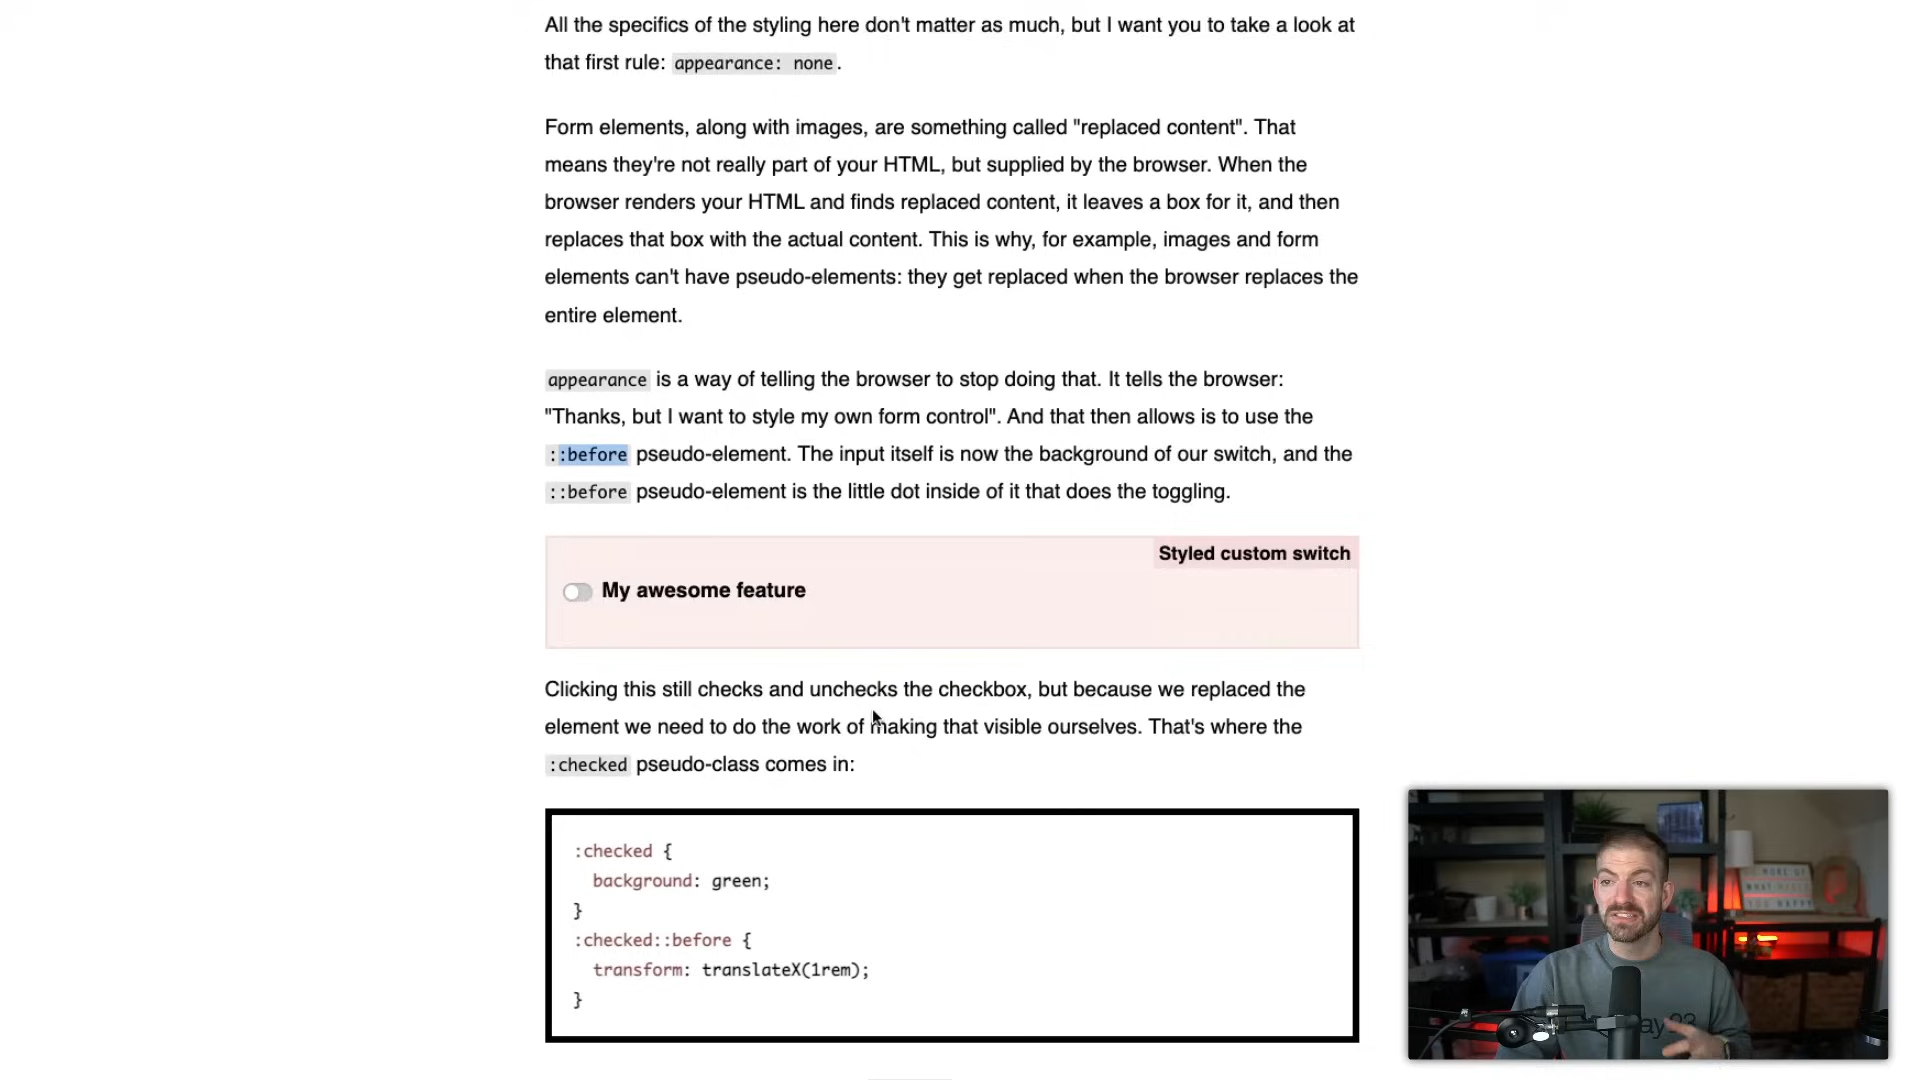 All the specifics of the styling here don't matter as much, but I want you to take a look at
that first rule: appearance: none.
Form elements, along with images, are something called "replaced content". That
means they're not really part of your HTML, but supplied by the browser. When the
browser renders your HTML and finds replaced content, it leaves a box for it, and then
replaces that box with the actual content. This is why, for example, images and form
elements can't have pseudo-elements: they get replaced when the browser replaces the
entire element.
appearance is a way of telling the browser to stop doing that. It tells the browser:
"Thanks, but I want to style my own form control". And that then allows is to use the
::before pseudo-element. The input itself is now the background of our switch, and the
::before pseudo-element is the little dot inside of it that does the toggling.
Styled custom switch
My awesome feature
Clicking this still checks and unchecks the checkbox, but because we replaced the
element we need to do the work of making that visible ourselves. That's where the
:checked pseudo-class comes in:
:checked {
background: green;
}
:checked::before {
transform: translateX(1rem);
}